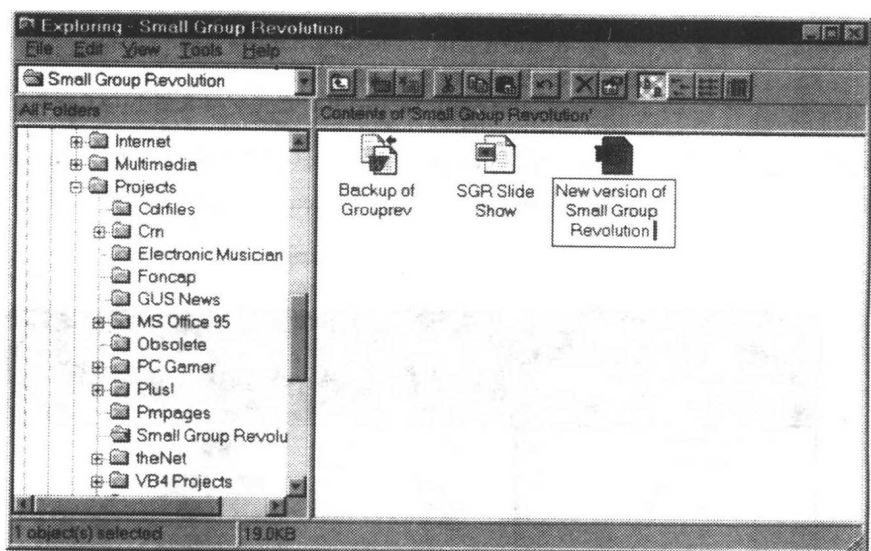 Exploring - Small Group Revolution
File Edit View Tools Help
Small Group Revolution
All Folders
Contents of 'Small Group Revolution'
Internet
Multimedia
Projects
Cdrfiles
Crn
Electronic Musician
Foncap
GUS News
MS Office 95
Obsolete
PC Gamer
Plus!
Pmpages
Small Group Revolu
theNet
VB4 Projects
Backup of
Grouprev
SGR Slide
Show
New version of
Small Group
Revolution
1 object(s) selected
19.0KB